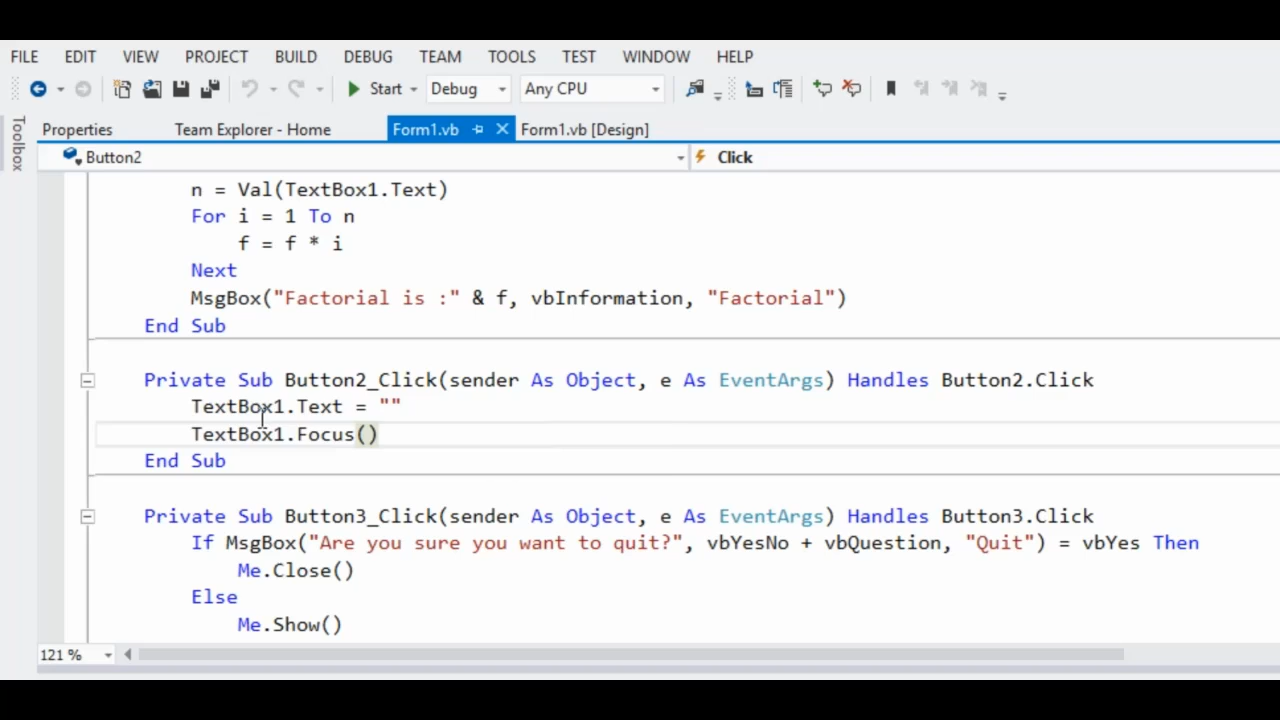 FILE EDIT VIEW PROJECT BUILD DEBUG TEAM TOOLS TEST WINDOW HELP
Start Debug Any CPU
Toolbox
Properties Team Explorer - Home Form1.vb Form1.vb [Design]
Button2 Click
n = Val(TextBox1.Text)
For i = 1 To n
f = f * i
Next
MsgBox("Factorial is :" & f, vbInformation, "Factorial")
End Sub
Private Sub Button2_Click(sender As Object, e As EventArgs) Handles Button2.Click
TextBox1.Text = ""
TextBox1.Focus()
End Sub
Private Sub Button3_Click(sender As Object, e As EventArgs) Handles Button3.Click
If MsgBox("Are you sure you want to quit?", vbYesNo + vbQuestion, "Quit") = vbYes Then
Me.Close()
Else
Me.Show()
121 %